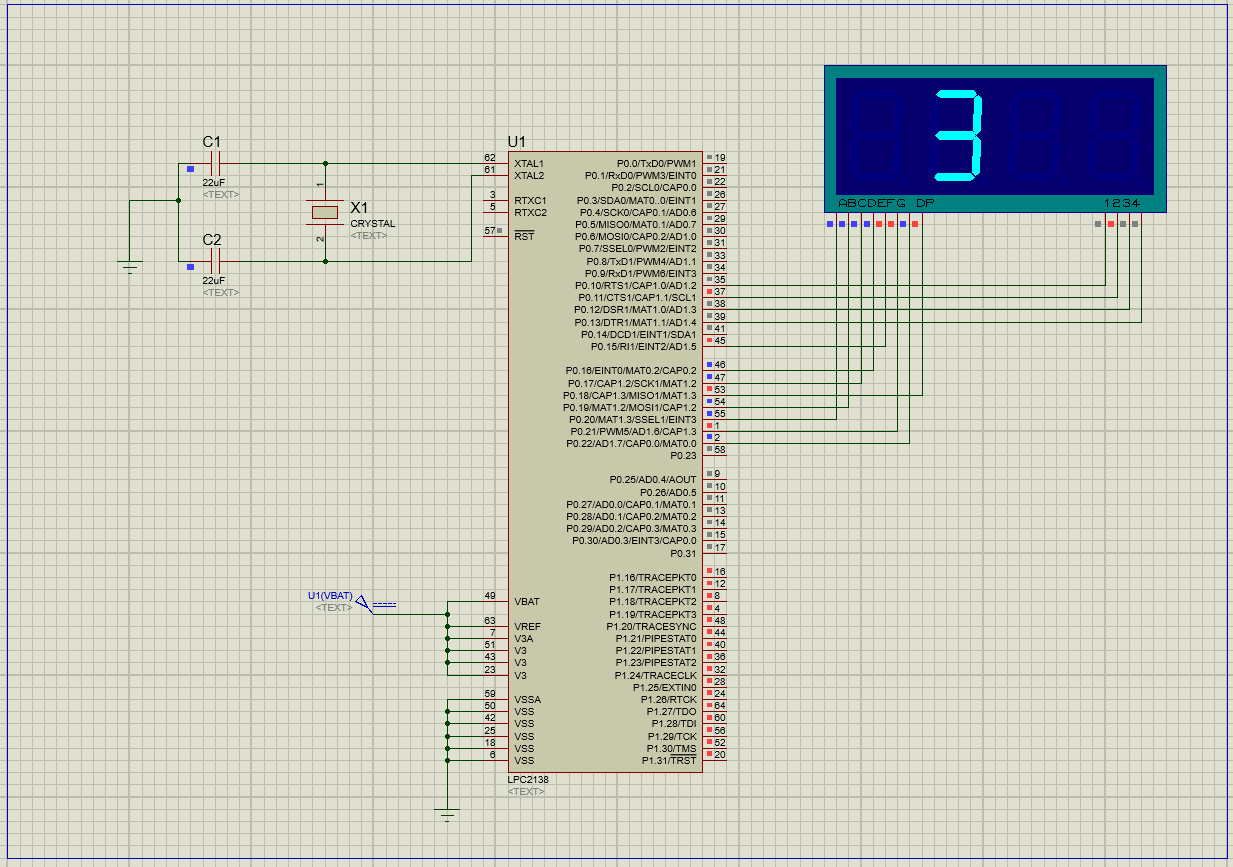 C1
22uF
<TEXT>
C2
22uF
<TEXT>
1
X1
CRYSTAL
<TEXT>
2
U1
62 XTAL1
61 XTAL2
3 RTXC1
5 RTXC2
57 RST
P0.0/TxD0/PWM1 19
P0.1/RxD0/PWM3/EINT0 21
P0.2/SCL0/CAP0.0 22
P0.3/SDA0/MAT0..0/EINT1 26
P0.4/SCK0/CAP0.1/AD0.6 27
P0.5/MISO0/MAT0.1/AD0.7 29
P0.6/MOSI0/CAP0.2/AD1.0 30
P0.7/SSEL0/PWM2/EINT2 31
P0.8/TxD1/PWM4/AD1.1 33
P0.9/RxD1/PWM6/EINT3 34
P0.10/RTS1/CAP1.0/AD1.2 35
P0.11/CTS1/CAP1.1/SCL1 37
P0.12/DSR1/MAT1.0/AD1.3 38
P0.13/DTR1/MAT1.1/AD1.4 39
P0.14/DCD1/EINT1/SDA1 41
P0.15/RI1/EINT2/AD1.5 45
P0.16/EINT0/MAT0.2/CAP0.2 46
P0.17/CAP1.2/SCK1/MAT1.2 47
P0.18/CAP1.3/MISO1/MAT1.3 53
P0.19/MAT1.2/MOSI1/CAP1.2 54
P0.20/MAT1.3/SSEL1/EINT3 55
P0.21/PWM5/AD1.6/CAP1.3 1
P0.22/AD1.7/CAP0.0/MAT0.0 2
P0.23 58
P0.25/AD0.4/AOUT 9
P0.26/AD0.5 10
P0.27/AD0.0/CAP0.1/MAT0.1 11
P0.28/AD0.1/CAP0.2/MAT0.2 13
P0.29/AD0.2/CAP0.3/MAT0.3 14
P0.30/AD0.3/EINT3/CAP0.0 15
P0.31 17
P1.16/TRACEPKT0 16
P1.17/TRACEPKT1 12
P1.18/TRACEPKT2 8
P1.19/TRACEPKT3 4
P1.20/TRACESYNC 48
P1.21/PIPESTAT0 44
P1.22/PIPESTAT1 40
P1.23/PIPESTAT2 36
P1.24/TRACECLK 32
P1.25/EXTIN0 28
P1.26/RTCK 24
P1.27/TDO 64
P1.28/TDI 60
P1.29/TCK 56
P1.30/TMS 52
P1.31/TRST 20
U1(VBAT)
<TEXT>
49 VBAT
63 VREF
7 V3A
51 V3
43 V3
23 V3
59 VSSA
50 VSS
42 VSS
25 VSS
18 VSS
6 VSS
LPC2138
<TEXT>
3
ABCDEFG DP
1234